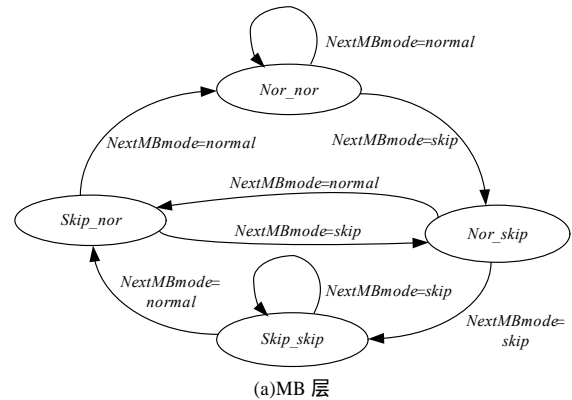 NextMBmode=normal
Nor_nor
NextMBmode=normal
NextMBmode=skip
NextMBmode=normal
Skip_nor
NextMBmode=skip
Nor_skip
NextMBmode=
normal
NextMBmode=skip
Skip_skip
NextMBmode=
skip
(a)MB 层